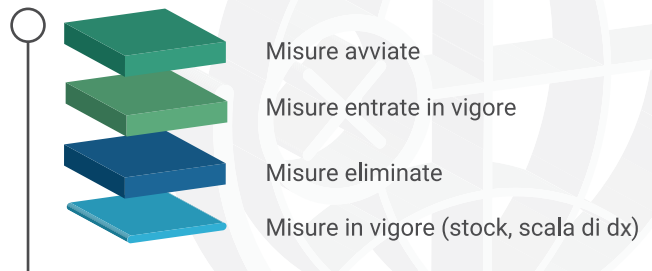 Misure avviate
Misure entrate in vigore
Misure eliminate
Misure in vigore (stock, scala di dx)